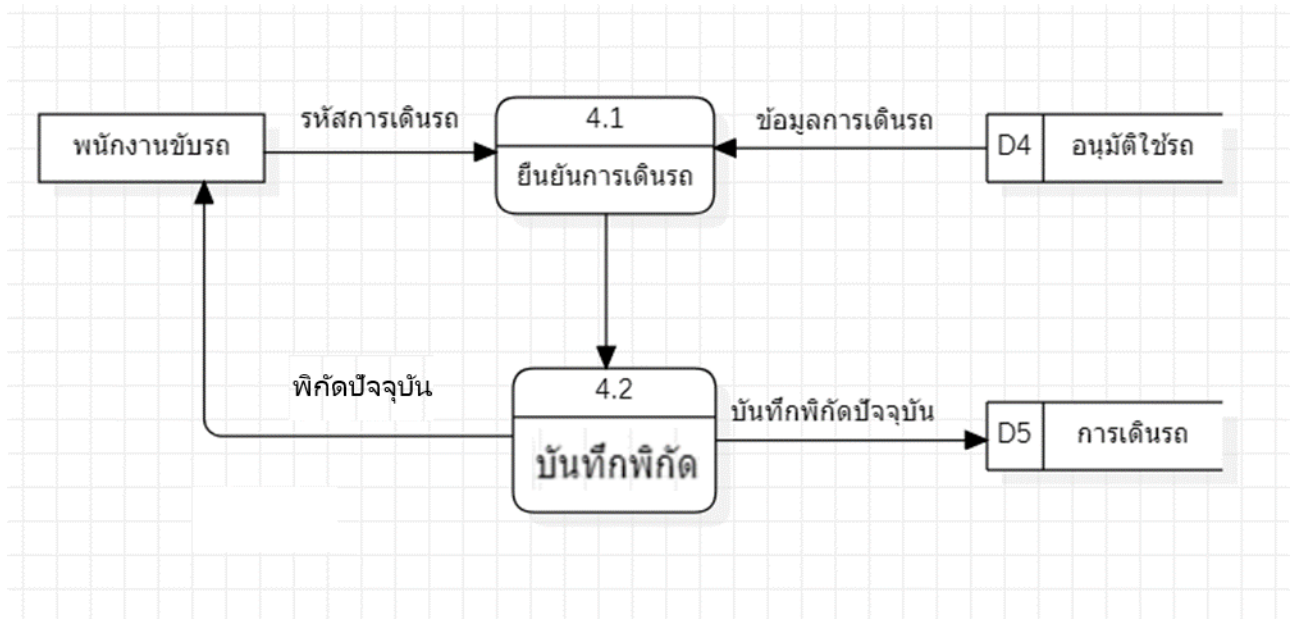 พนักงานขับรถ
รหัสการเดินรถ
4.1
ยืนยันการเดินรถ
ข้อมูลการเดินรถ
D4
อนุมัติใช้รถ
พิกัดปัจจุบัน
4.2
บันทึกพิกัด
บันทึกพิกัดปัจจุบัน
D5
การเดินรถ